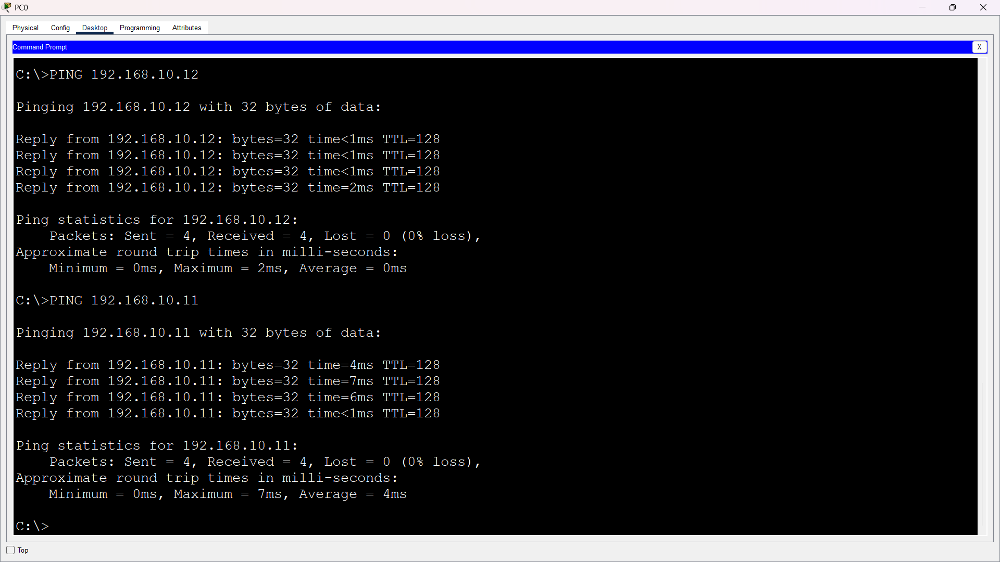 PC0
Physical Config Desktop Programming Attributes
Command Prompt X
C:\>PING 192.168.10.12
Pinging 192.168.10.12 with 32 bytes of data:
Reply from 192.168.10.12: bytes=32 time<1ms TTL=128
Reply from 192.168.10.12: bytes=32 time<1ms TTL=128
Reply from 192.168.10.12: bytes=32 time<1ms TTL=128
Reply from 192.168.10.12: bytes=32 time=2ms TTL=128
Ping statistics for 192.168.10.12:
    Packets: Sent = 4, Received = 4, Lost = 0 (0% loss),
Approximate round trip times in milli-seconds:
    Minimum = 0ms, Maximum = 2ms, Average = 0ms
C:\>PING 192.168.10.11
Pinging 192.168.10.11 with 32 bytes of data:
Reply from 192.168.10.11: bytes=32 time=4ms TTL=128
Reply from 192.168.10.11: bytes=32 time=7ms TTL=128
Reply from 192.168.10.11: bytes=32 time=6ms TTL=128
Reply from 192.168.10.11: bytes=32 time<1ms TTL=128
Ping statistics for 192.168.10.11:
    Packets: Sent = 4, Received = 4, Lost = 0 (0% loss),
Approximate round trip times in milli-seconds:
    Minimum = 0ms, Maximum = 7ms, Average = 4ms
C:\>
Top